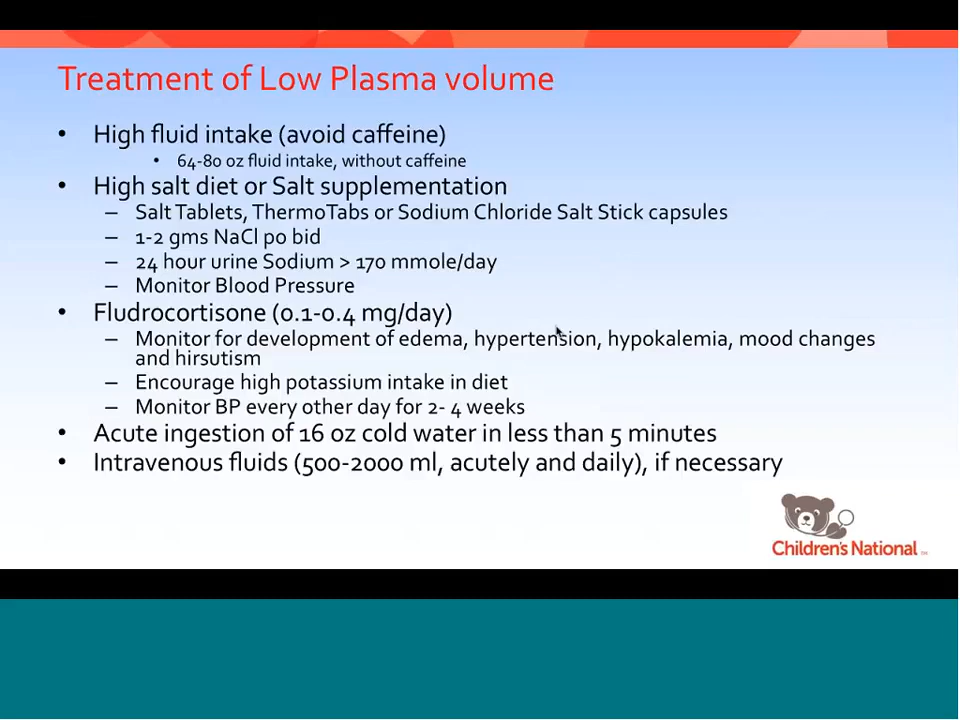 Treatment of Low Plasma volume
• High fluid intake (avoid caffeine)
• 64-80 oz fluid intake, without caffeine
• High salt diet or Salt supplementation
– Salt Tablets, ThermoTabs or Sodium Chloride Salt Stick capsules
– 1-2 gms NaCl po bid
– 24 hour urine Sodium > 170 mmole/day
– Monitor Blood Pressure
• Fludrocortisone (0.1-0.4 mg/day)
– Monitor for development of edema, hypertension, hypokalemia, mood changes
and hirsutism
– Encourage high potassium intake in diet
– Monitor BP every other day for 2- 4 weeks
• Acute ingestion of 16 oz cold water in less than 5 minutes
• Intravenous fluids (500-2000 ml, acutely and daily), if necessary
Children's National™